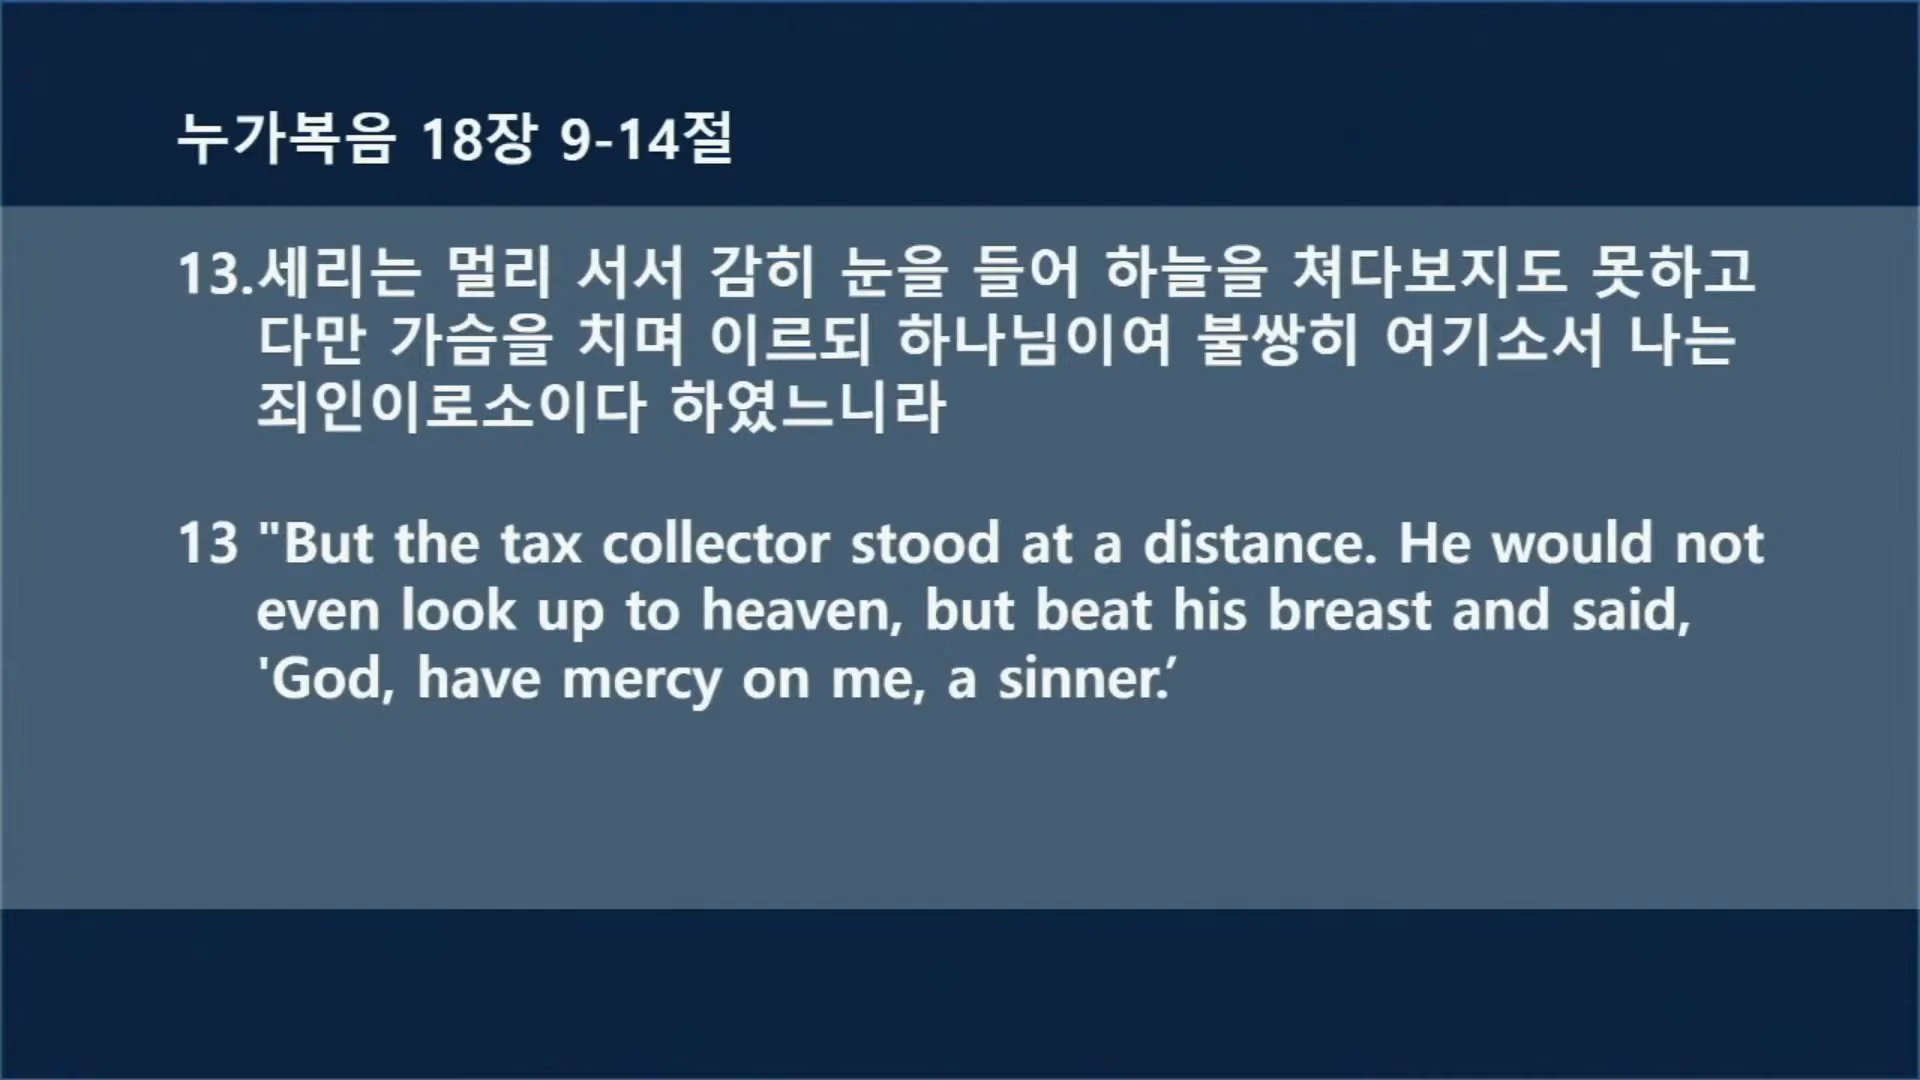 누가복음 18장 9-14절
13.세리는 멀리 서서 감히 눈을 들어 하늘을 쳐다보지도 못하고
다만 가슴을 치며 이르되 하나님이여 불쌍히 여기소서 나는
죄인이로소이다 하였느니라
13 "But the tax collector stood at a distance. He would not
even look up to heaven, but beat his breast and said,
'God, have mercy on me, a sinner.’